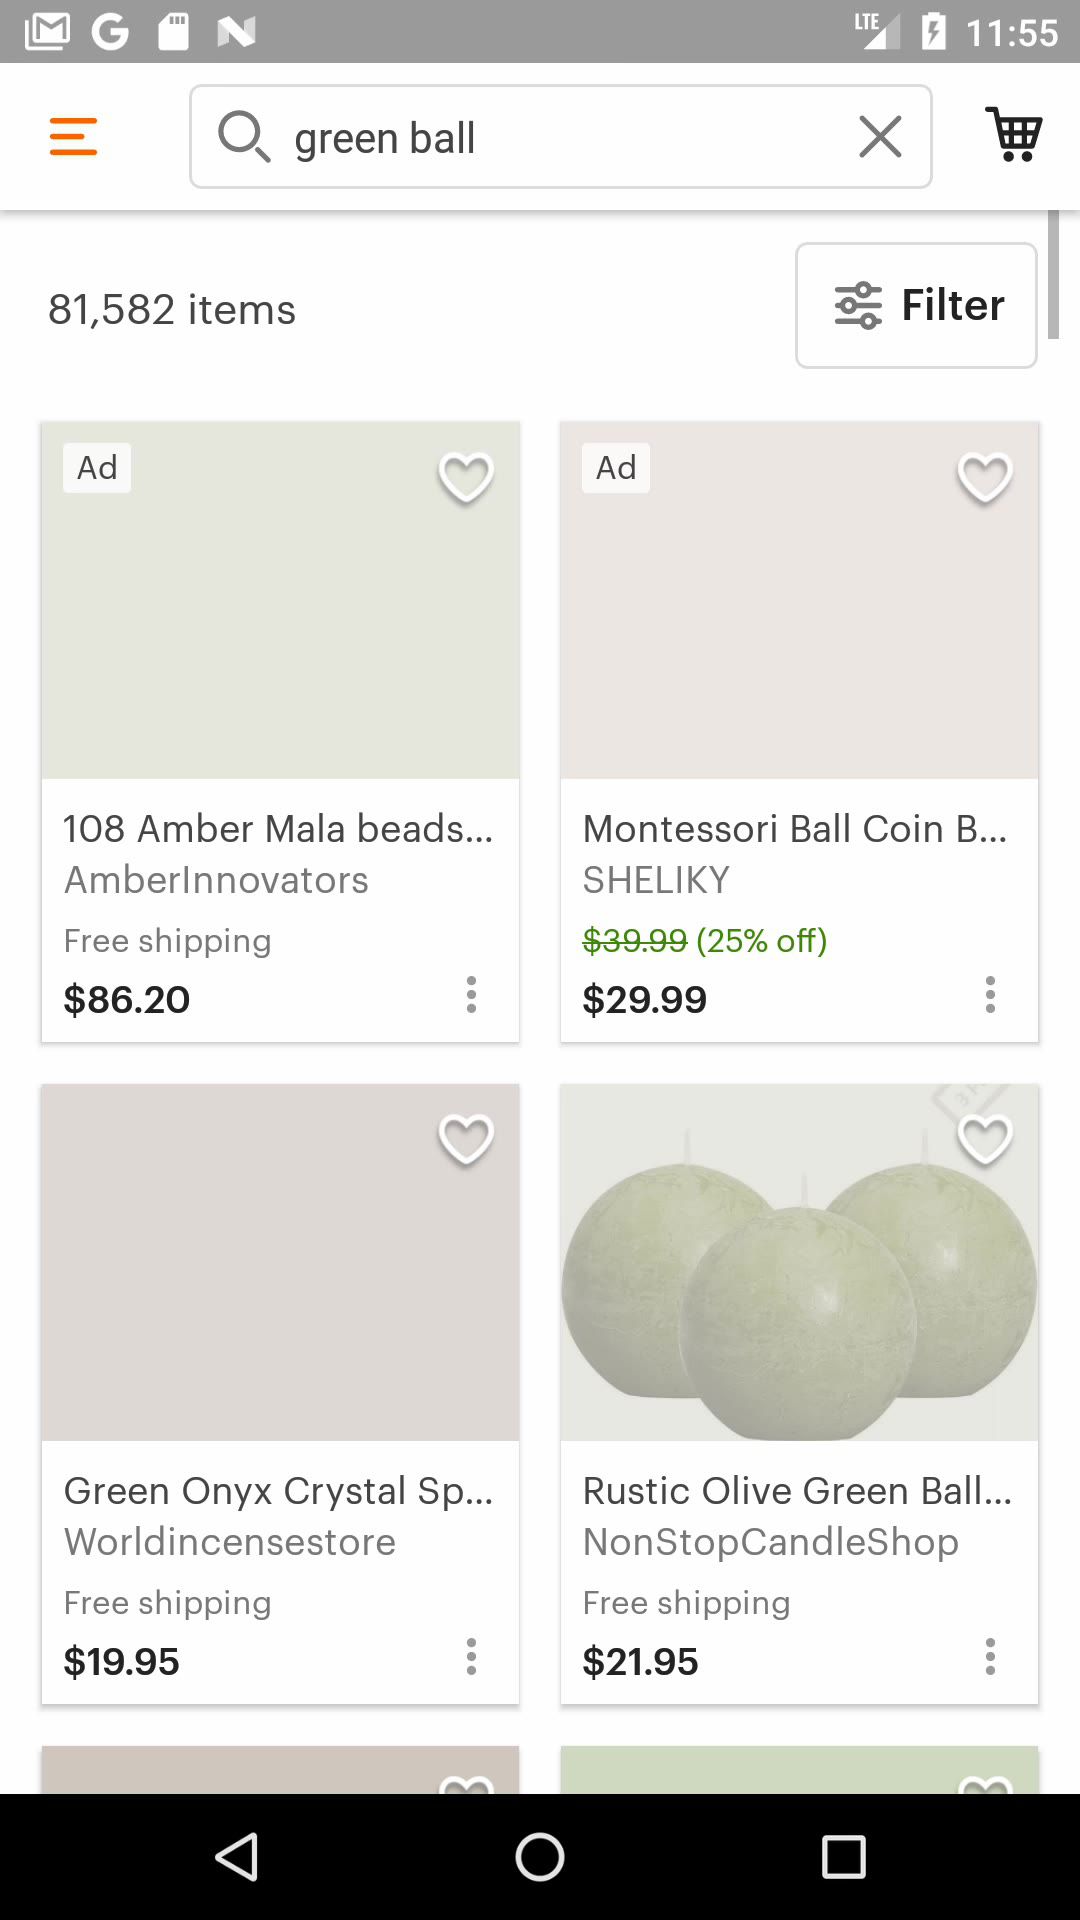 LTE 11:55
green ball
81,582 items
Filter
Ad
Ad
108 Amber Mala beads...
AmberInnovators
Free shipping
$86.20
Montessori Ball Coin B...
SHELIKY
$39.99 (25% off)
$29.99
Green Onyx Crystal Sp...
Worldincensestore
Free shipping
$19.95
Rustic Olive Green Ball...
NonStopCandleShop
Free shipping
$21.95